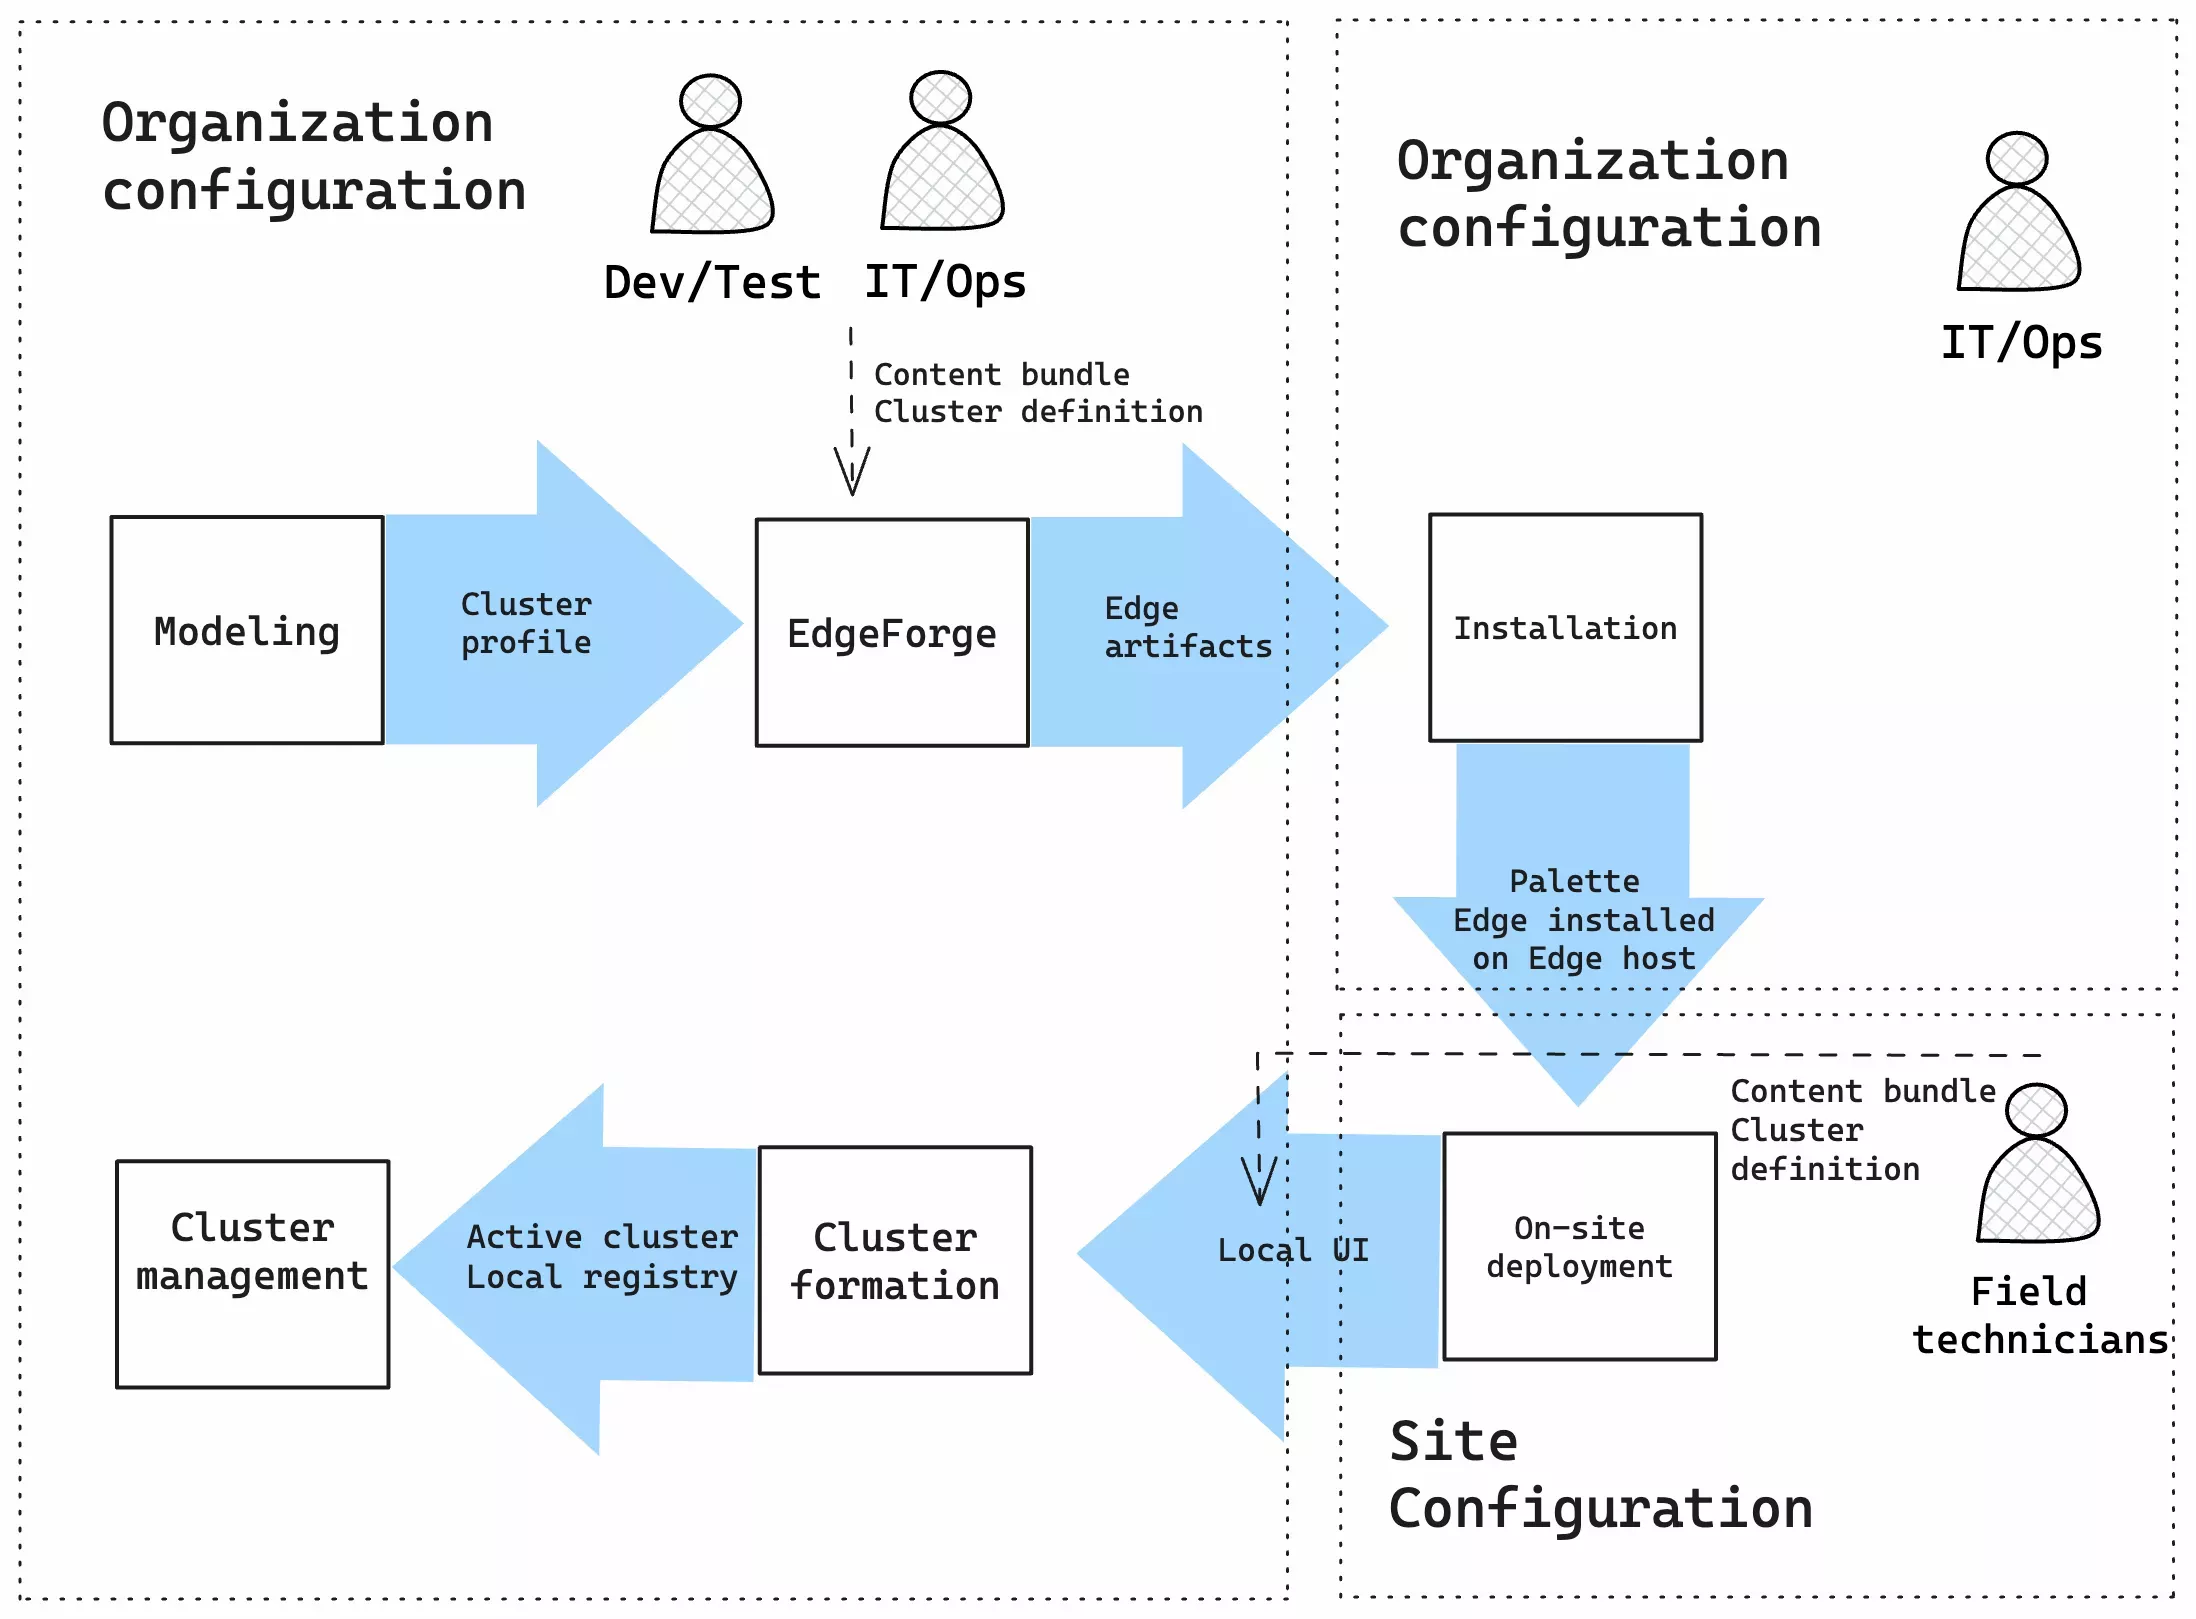 Organization
configuration
Dev/Test
IT/Ops
Content bundle
Cluster definition
Modeling
Cluster
profile
EdgeForge
Edge
artifacts
Organization
configuration
IT/Ops
Installation
Palette
Edge installed
on Edge host
Content bundle
Cluster
definition
Field
technicians
On-site
deployment
Local UI
Site
Configuration
Cluster
formation
Active cluster
Local registry
Cluster
management